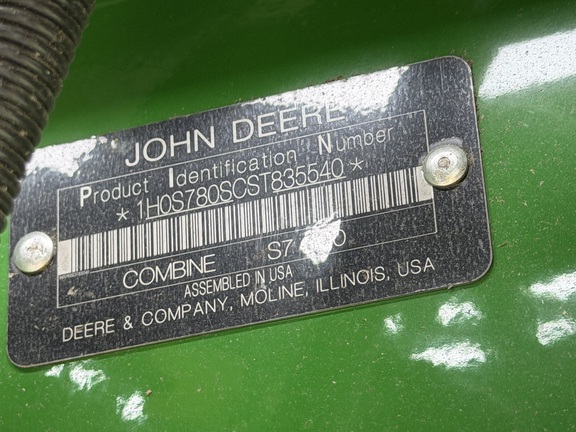 JOHN DEERE
Product Identification Number
*1H0S780SCST835540*
COMBINE
ASSEMBLED IN USA
DEERE & COMPANY, MOLINE, ILLINOIS, USA